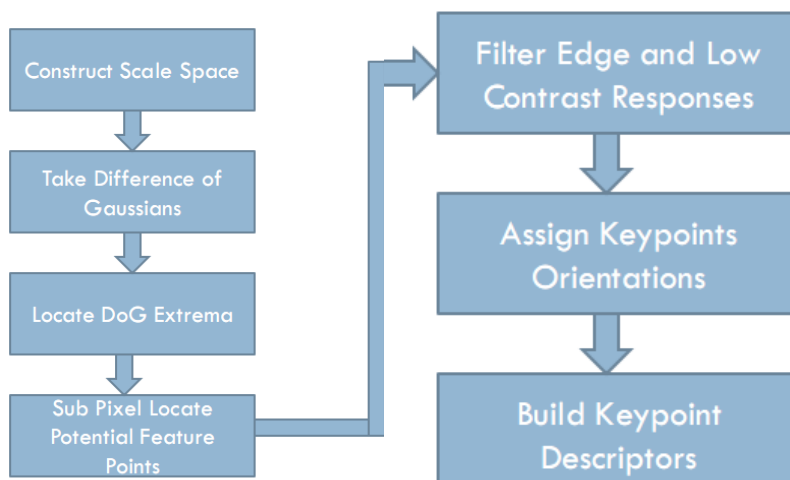 Construct Scale Space
Take Difference of
Gaussians
Locate DoG Extrema
Sub Pixel Locate
Potential Feature
Points
Filter Edge and Low
Contrast Responses
Assign Keypoints
Orientations
Build Keypoint
Descriptors